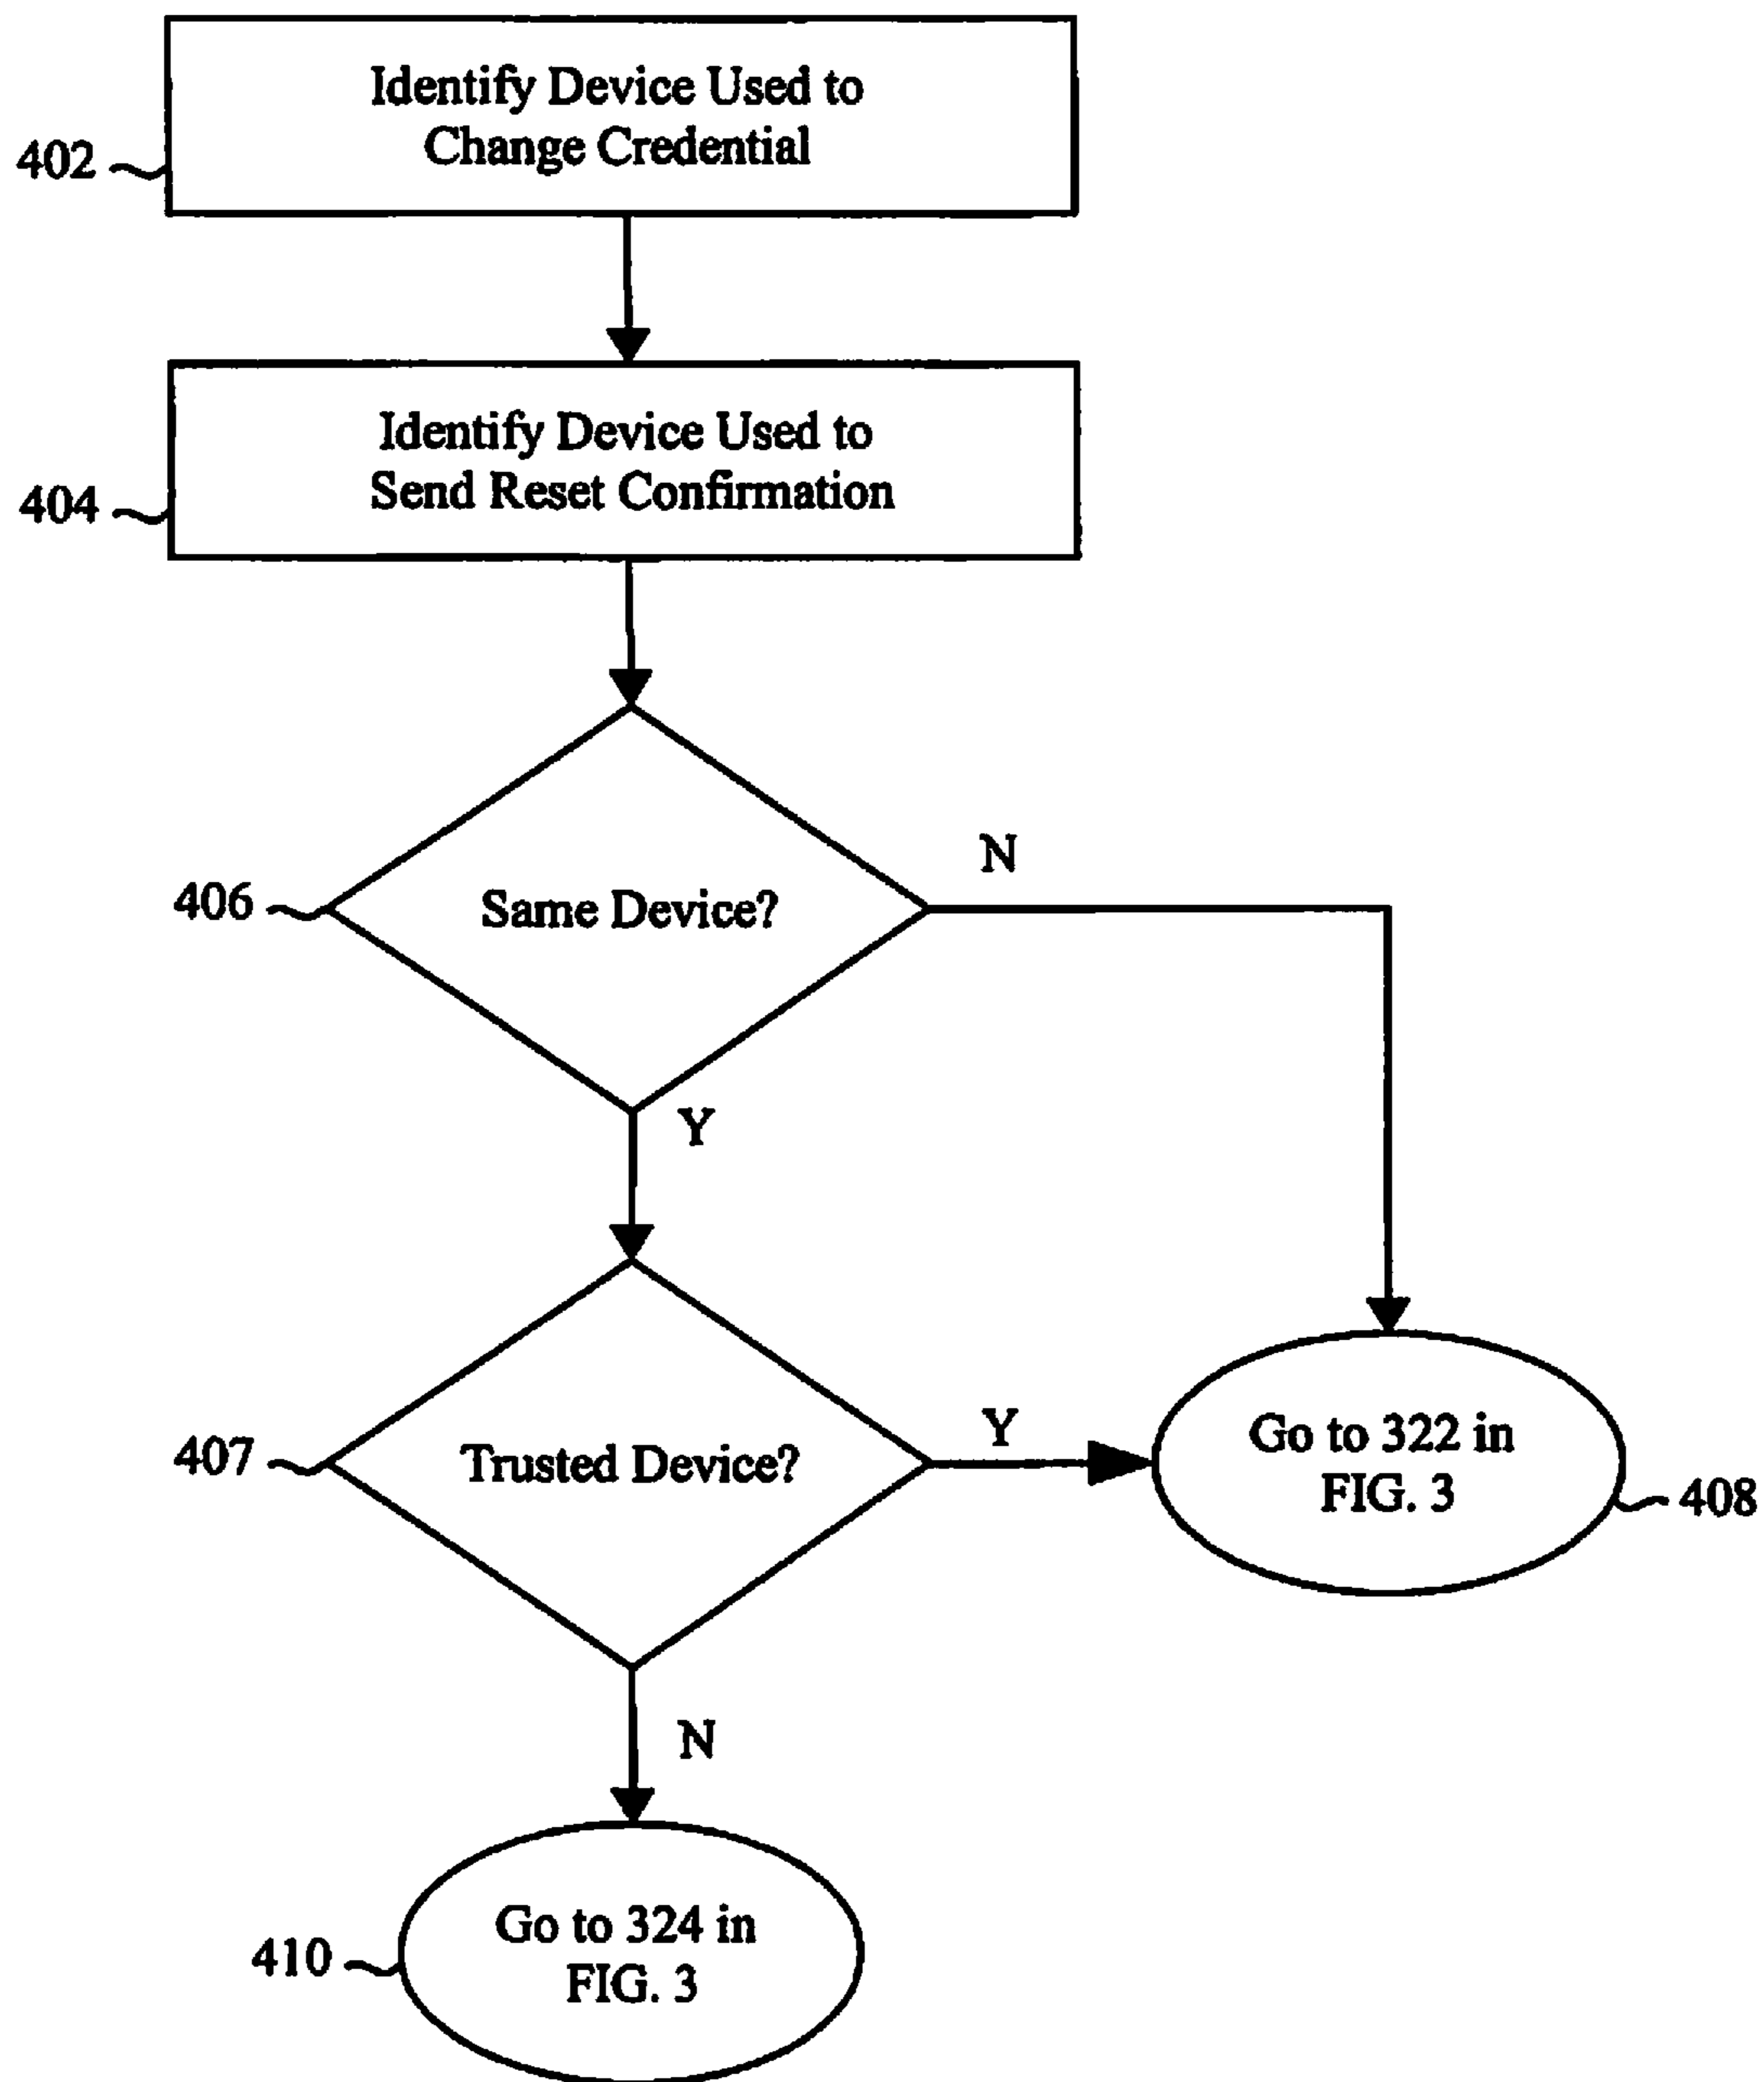 Identify Device Used to
Change Credential
402
Identify Device Used to
Send Reset Confirmation
404
N
406
Same Device?
Y
Y
407
Trusted Device?
Go to 322 in
FIG. 3
408
N
Go to 324 in
FIG. 3
410